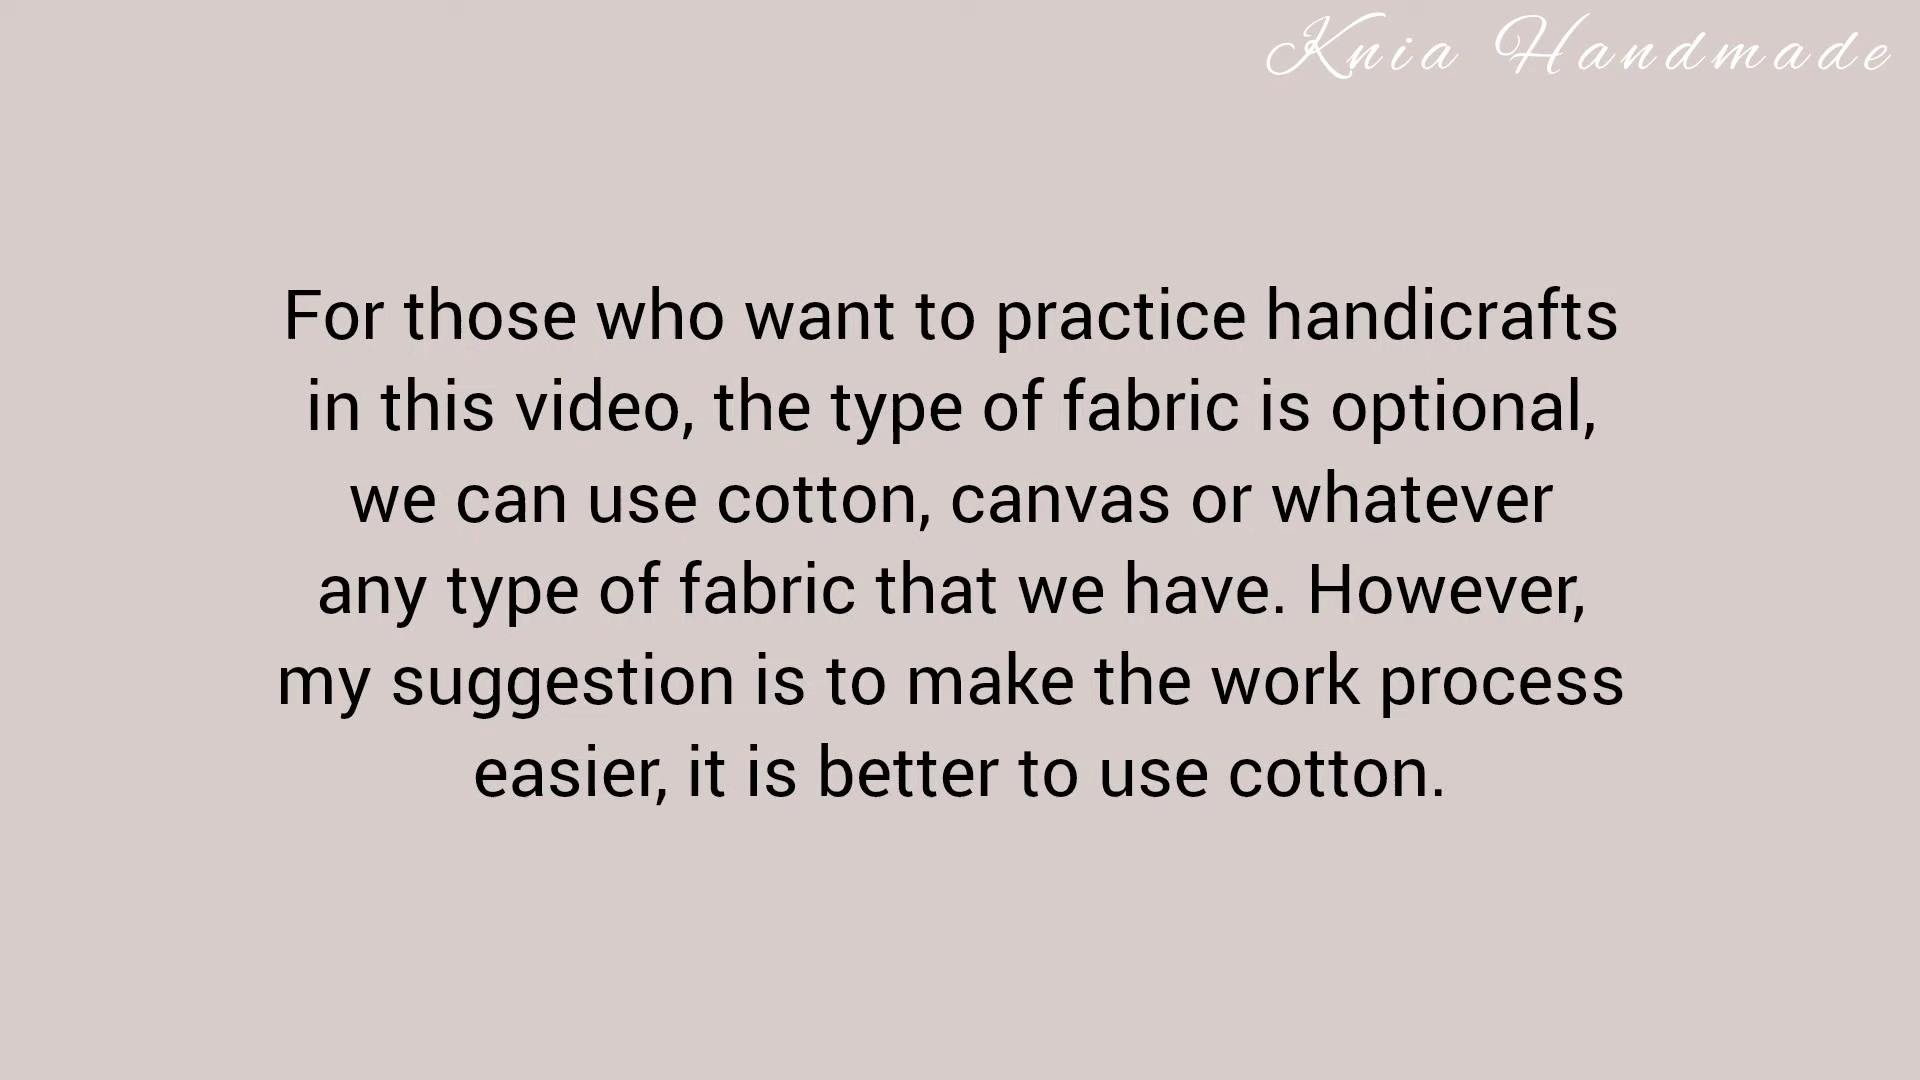 Knia Handmade
For those who want to practice handicrafts
in this video, the type of fabric is optional,
we can use cotton, canvas or whatever
any type of fabric that we have. However,
my suggestion is to make the work process
easier, it is better to use cotton.